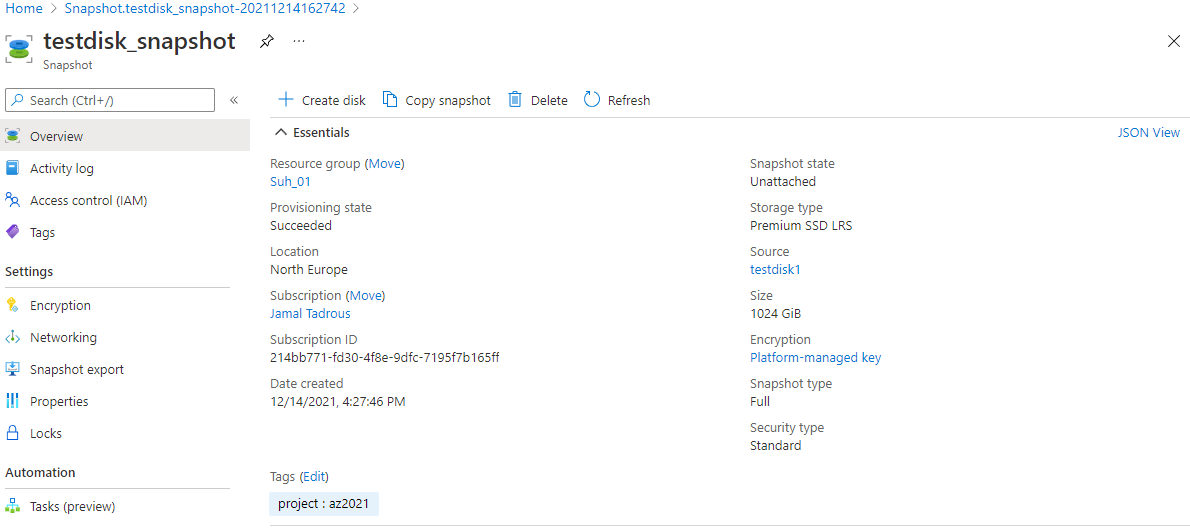 Home > Snapshot.testdisk_snapshot-20211214162742 >
testdisk_snapshot
Snapshot
Search (Ctrl+/)
Overview
Activity log
Access control (IAM)
Tags
Settings
Encryption
Networking
Snapshot export
Properties
Locks
Automation
Tasks (preview)
Create disk Copy snapshot Delete Refresh
Essentials JSON View
Resource group (Move)
Suh_01
Provisioning state
Succeeded
Location
North Europe
Subscription (Move)
Jamal Tadrous
Subscription ID
214bb771-fd30-4f8e-9dfc-7195f7b165ff
Date created
12/14/2021, 4:27:46 PM
Snapshot state
Unattached
Storage type
Premium SSD LRS
Source
testdisk1
Size
1024 GiB
Encryption
Platform-managed key
Snapshot type
Full
Security type
Standard
Tags (Edit)
project : az2021